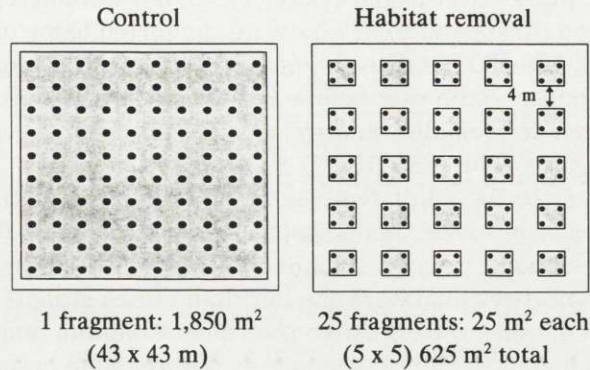 Control
Habitat removal
4 m
1 fragment: 1,850 m²
(43 x 43 m)
25 fragments: 25 m² each
(5 x 5) 625 m² total